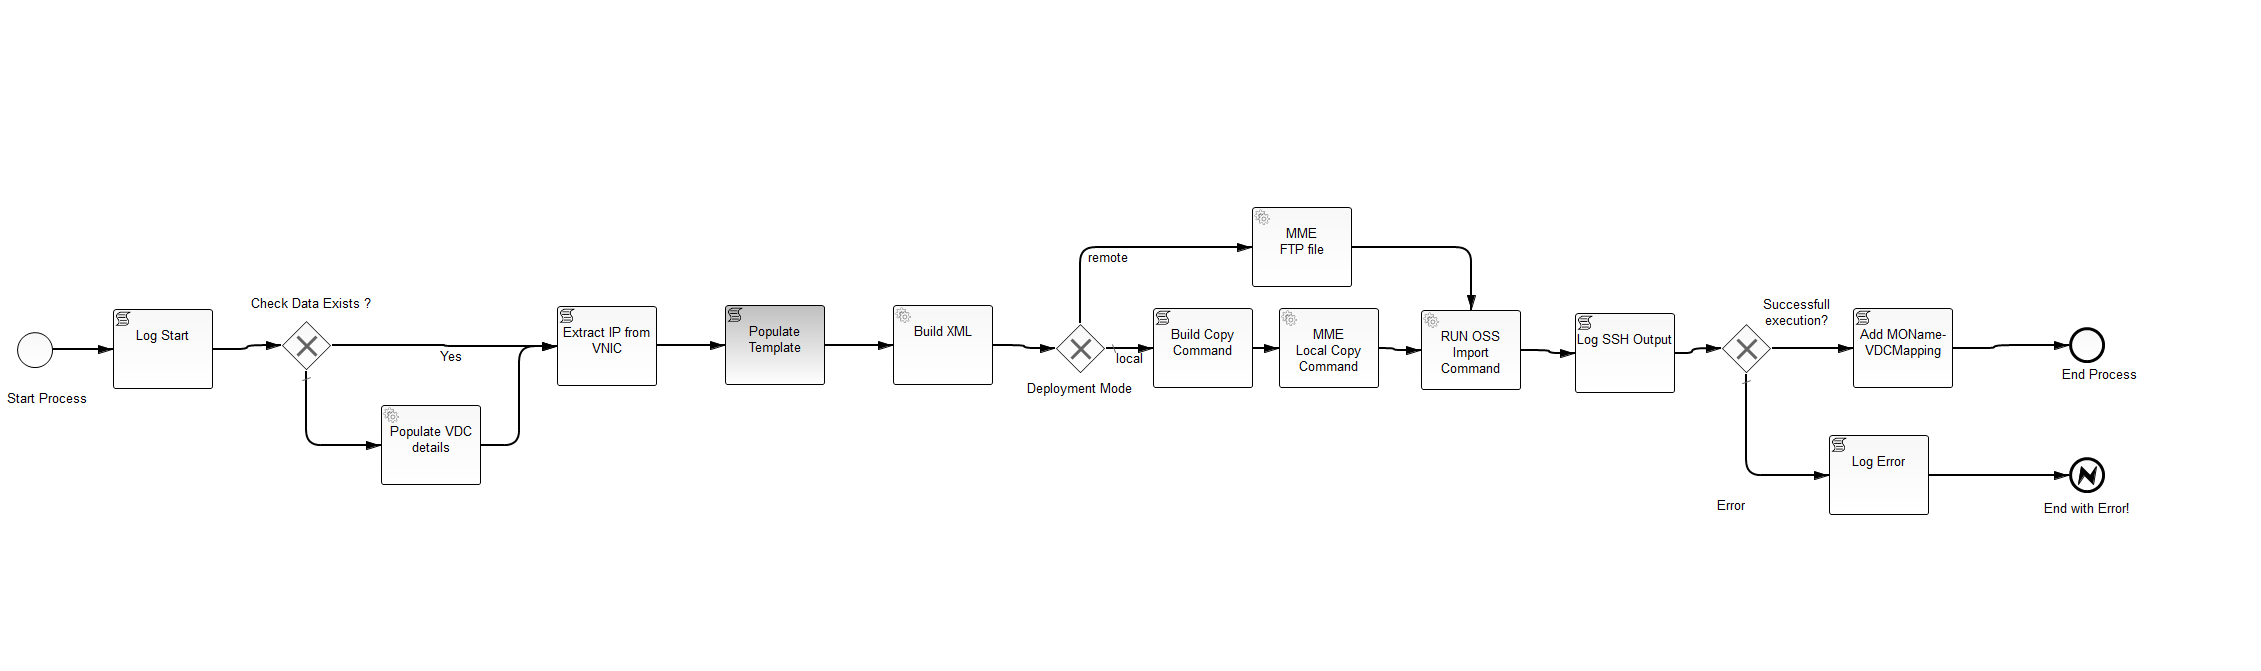 Start Process
Log Start
Check Data Exists ?
Yes
Populate VDC
details
Extract IP from
VNIC
Populate
Template
Build XML
Deployment Mode
remote
local
MME
FTP file
Build Copy
Command
MME
Local Copy
Command
RUN OSS
Import
Command
Log SSH Output
Successfull
execution?
Add MOName-
VDCMapping
End Process
Error
Log Error
End with Error!